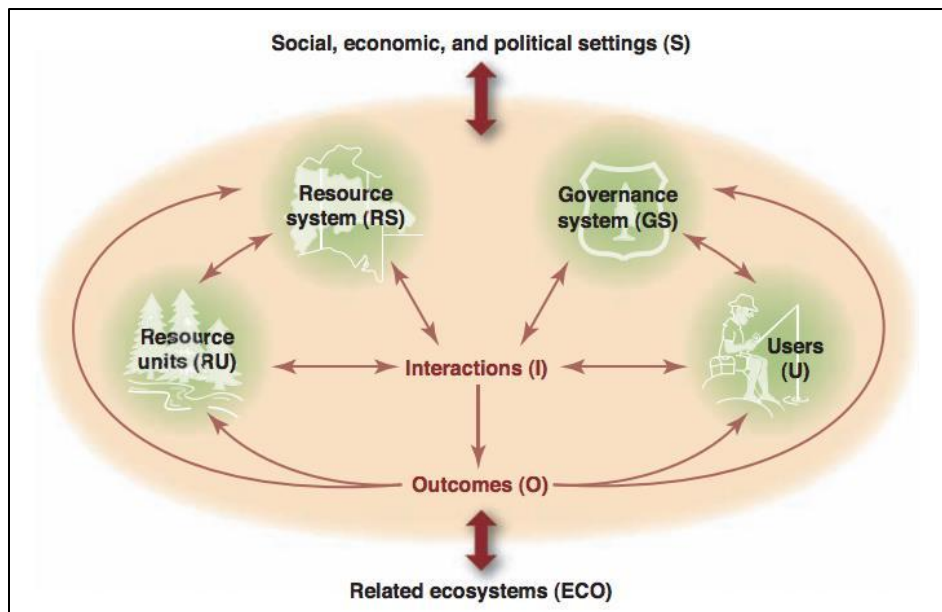 Social, economic, and political settings (S)
Resource
system (RS)
Governance
system (GS)
Resource
units (RU)
Interactions (I)
Users
(U)
Outcomes (O)
Related ecosystems (ECO)